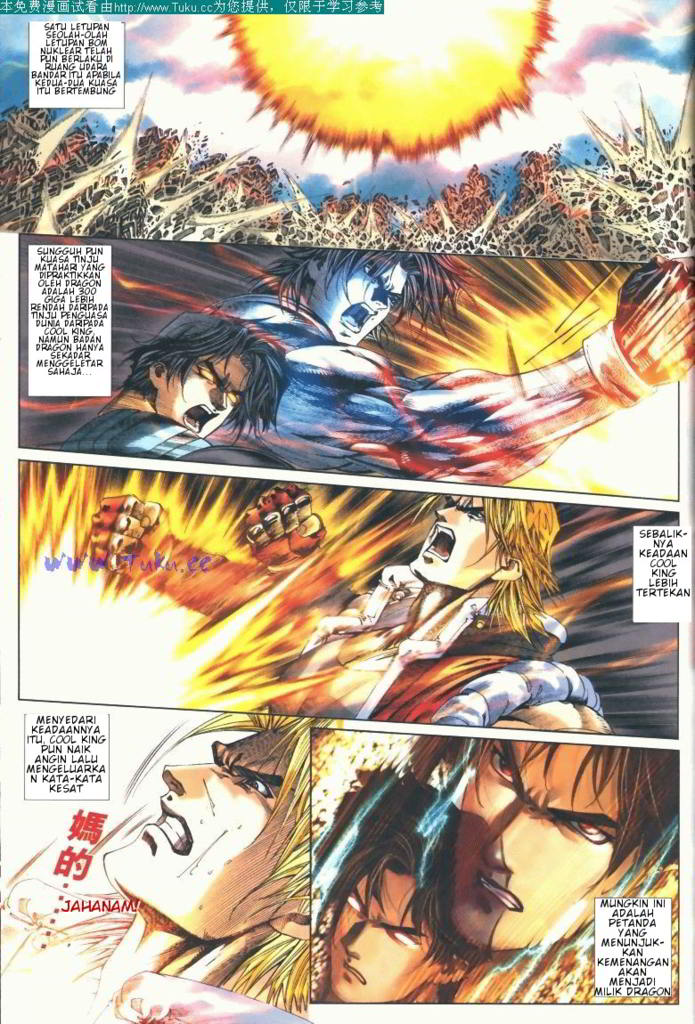 本免费漫画试看由http://www.Tuku.cc为您提供，仅限于学习参考
SATU LETUPAN
SEOLAH-OLAH
LETUPAN BOM
NUKLEAR TELAH
PUN BERLAKU DI
RUANG UDARA
BANDAR ITU APABILA
KEDUA-DUA KUASA
ITU BERTEMBUNG
SUNGGUH PUN
KUASA TINJU
MATAHARI YANG
DIPRAKTIKKAN
OLEH DRAGON
ADALAH 300
GIGA LEBIH
RENDAH DARIPADA
TINJU PENGUASA
DUNIA DARIPADA
COOL KING,
NAMUN BADAN
DRAGON HANYA
SEKADAR
MENGGELETAR
SAHAJA...
www.Tuku.cc
SEBALIK-
NYA
KEADAAN
COOL
KING
LEBIH
TERTEKAN
MENYEDARI
KEADAANNYA
ITU, COOL KING
PUN NAIK
ANGIN LALU
MENGELUARKA
N KATA-KATA
KESAT
媽的……
JAHANAM!
MUNGKIN INI
ADALAH
PETANDA
YANG
MENUNJUK-
KAN
KEMENANGAN
AKAN
MENJADI
MILIK DRAGON